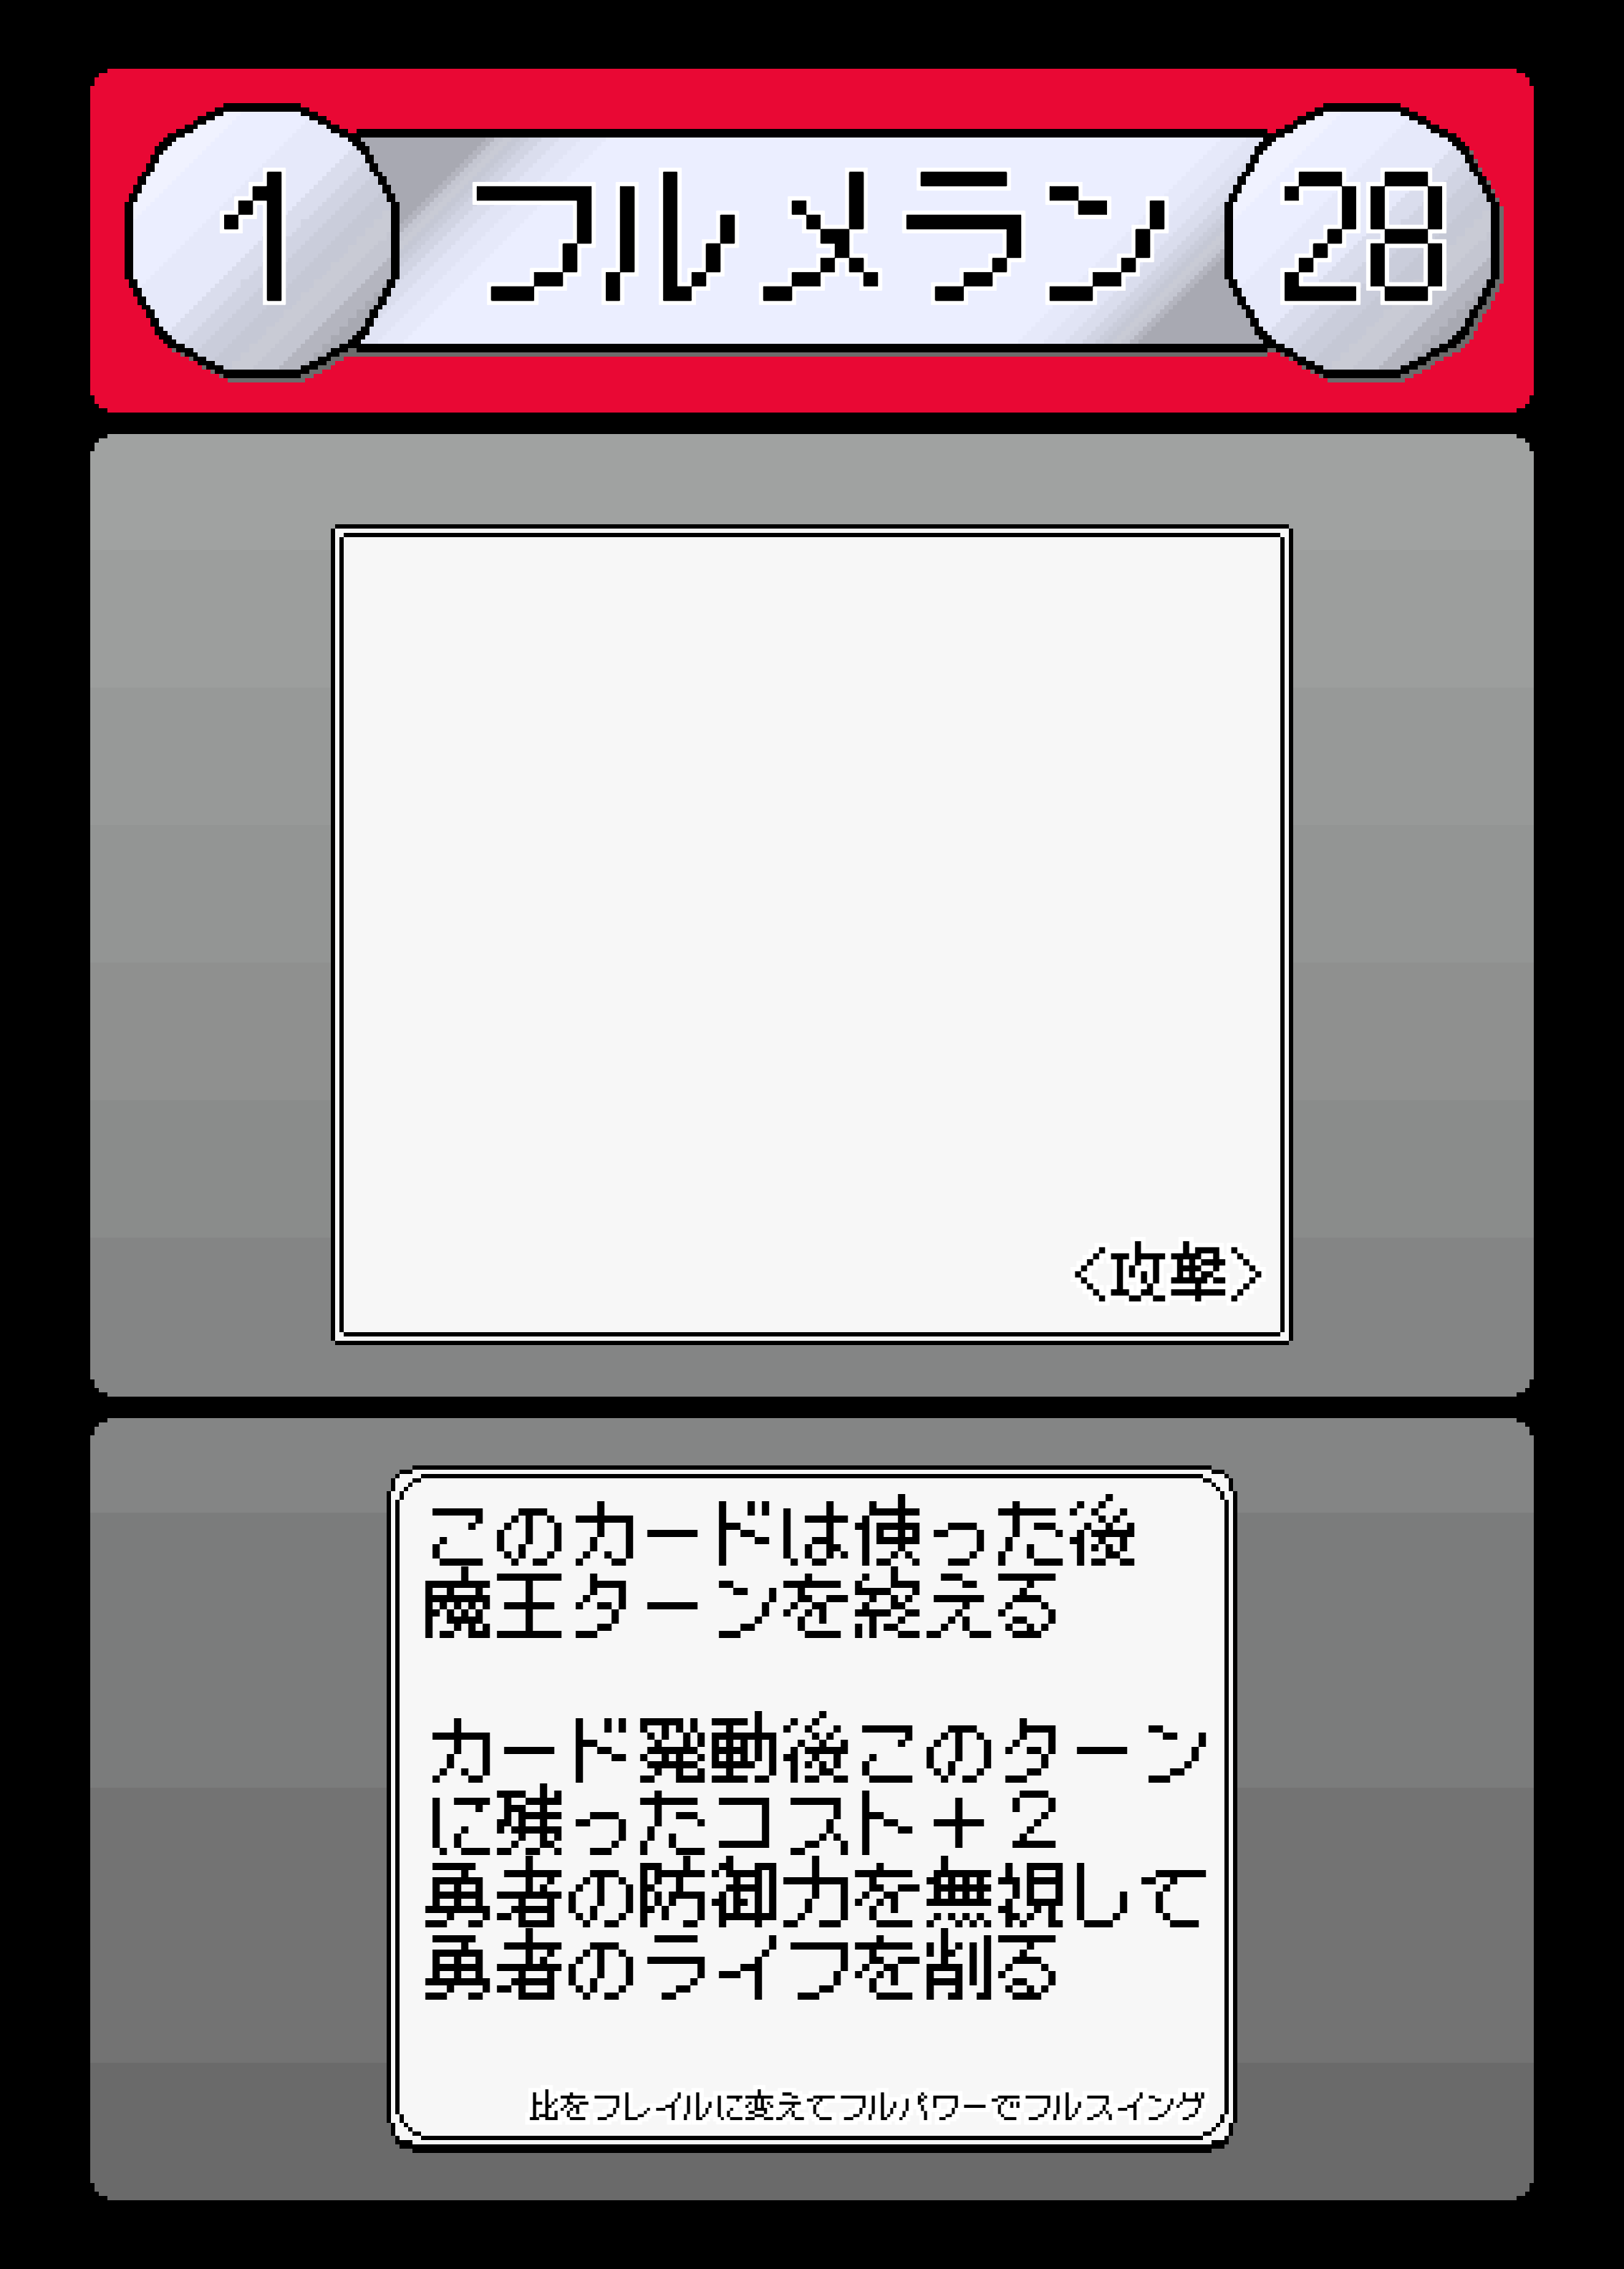 1 フルメラン 28
〈攻撃〉
このカードは使った後
魔王ターンを終える
カード発動後このターン
に残ったコスト＋２
勇者の防御力を無視して
勇者のライフを削る
比をフレイルに変えてフルパワーでフルスイング